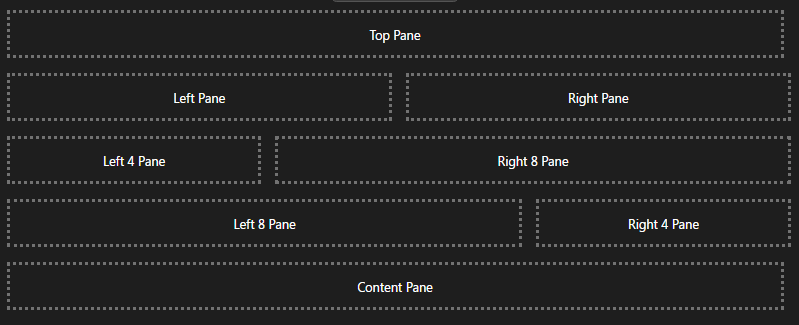 Top Pane
Left Pane
Right Pane
Left 4 Pane
Right 8 Pane
Left 8 Pane
Right 4 Pane
Content Pane